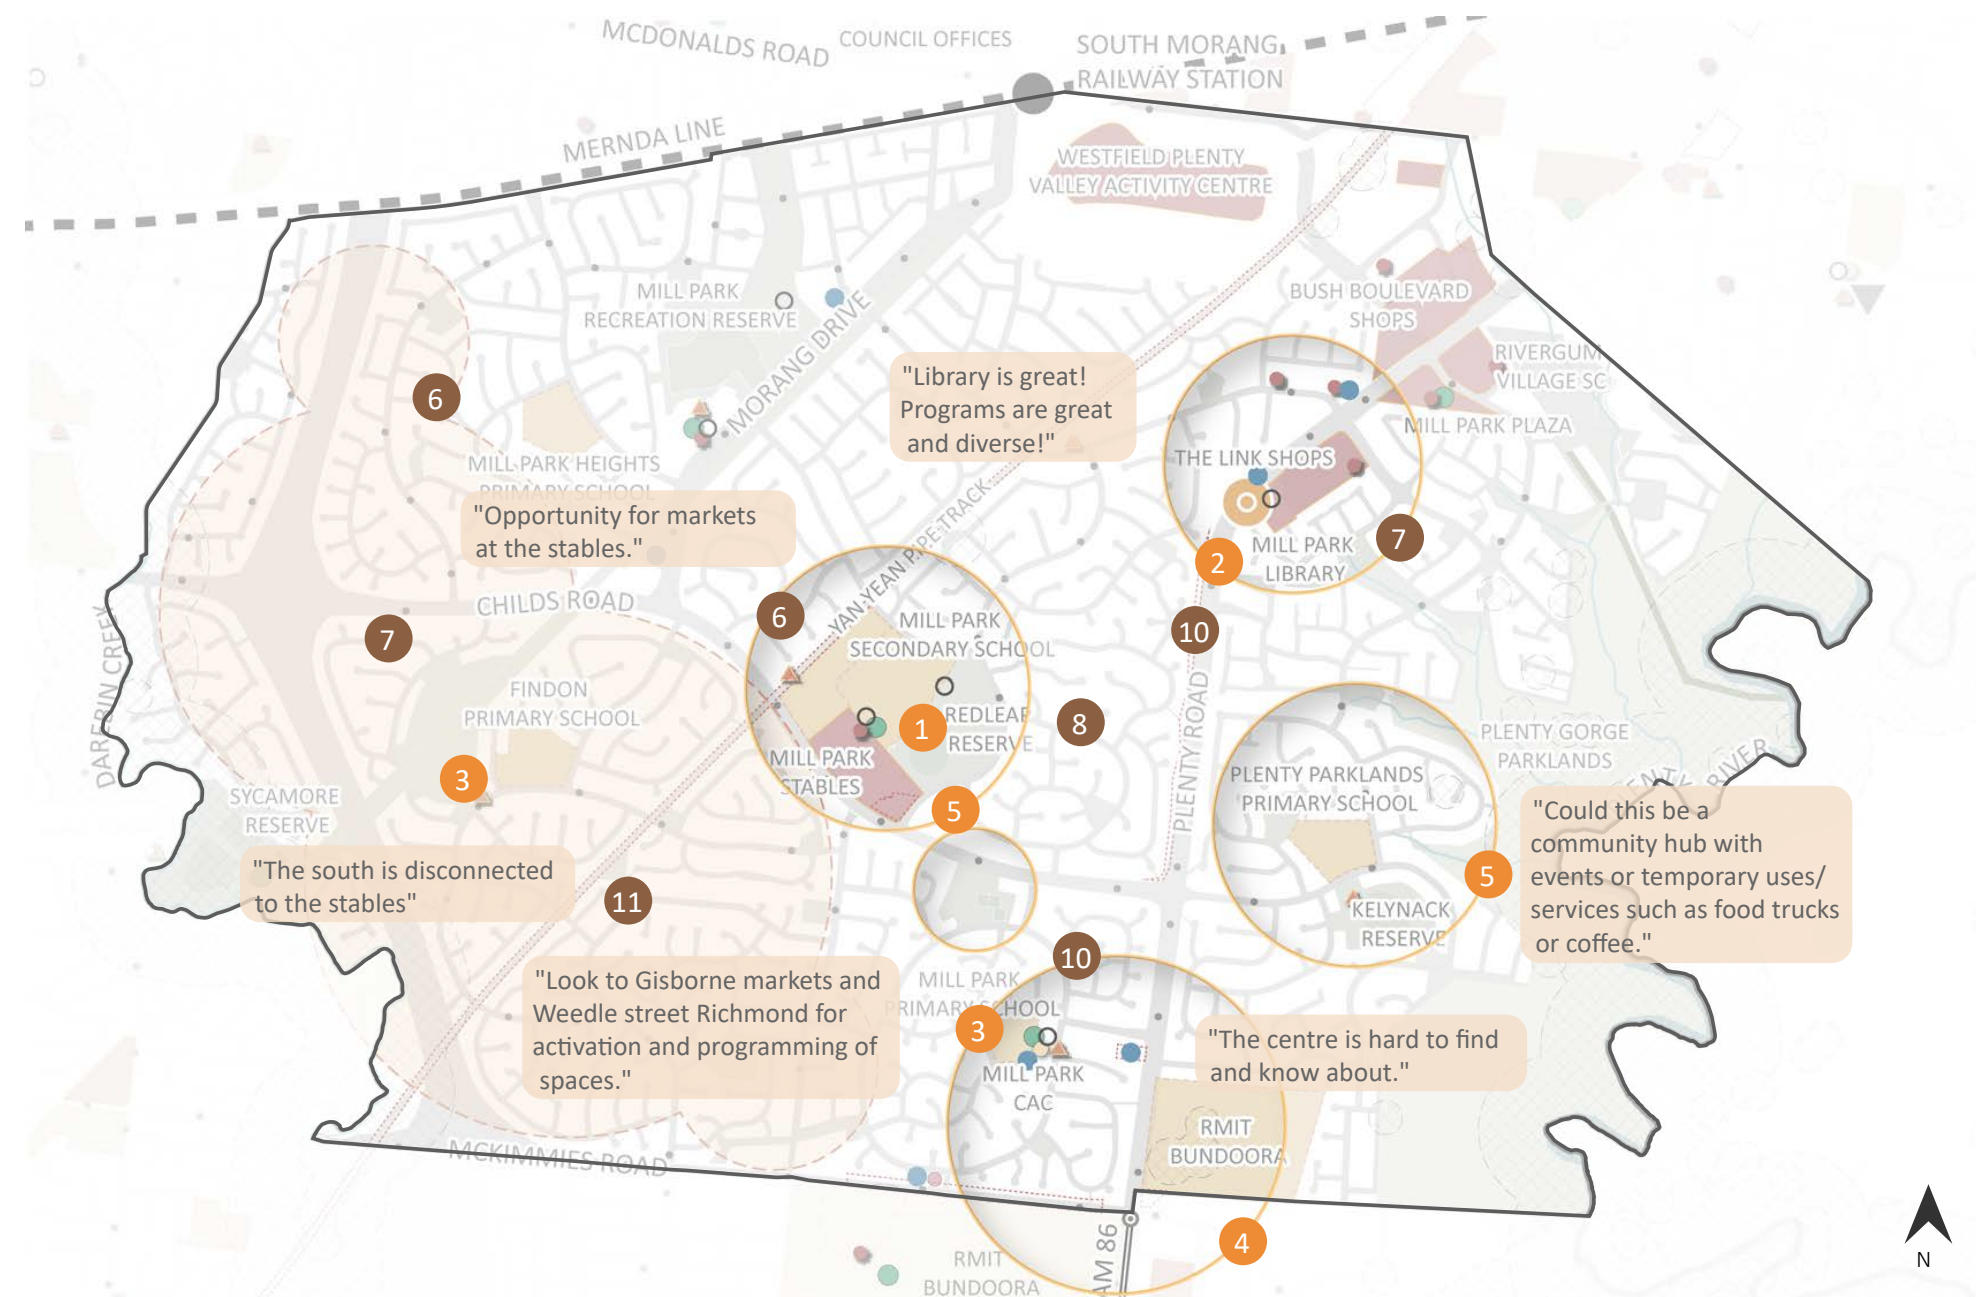 MCDONALDS ROAD
COUNCIL OFFICES
SOUTH MORANG
RAILWAY STATION
MERNDA LINE
WESTFIELD PLENTY
VALLEY ACTIVITY CENTRE
MILL PARK
RECREATION RESERVE
MORANG DRIVE
BUSH BOULEVARD
SHOPS
RIVERGUM
VILLAGE SC
MILL PARK PLAZA
"Library is great!
Programs are great
and diverse!"
6
MILL PARK HEIGHTS
PRIMARY SCHOOL
"Opportunity for markets
at the stables."
THE LINK SHOPS
MILL PARK
LIBRARY
2
7
YAN YEAN PIPE TRACK
CHILDS ROAD
6
MILL PARK
SECONDARY SCHOOL
10
7
DAREBIN CREEK
FINDON
PRIMARY SCHOOL
1
REDLEAF
RESERVE
8
PLENTY ROAD
MILL PARK
STABLES
3
5
SYCAMORE
RESERVE
PLENTY GORGE
PARKLANDS
PLENTY RIVER
PLENTY PARKLANDS
PRIMARY SCHOOL
5
"Could this be a
community hub with
events or temporary uses/
services such as food trucks
or coffee."
KELYNACK
RESERVE
"The south is disconnected
to the stables"
11
10
"Look to Gisborne markets and
Weedle street Richmond for
activation and programming of
spaces."
MILL PARK
PRIMARY SCHOOL
3
MILL PARK
CAC
"The centre is hard to find
and know about."
RMIT
BUNDOORA
MCKIMMIES ROAD
4
RMIT
BUNDOORA
AM 86
N